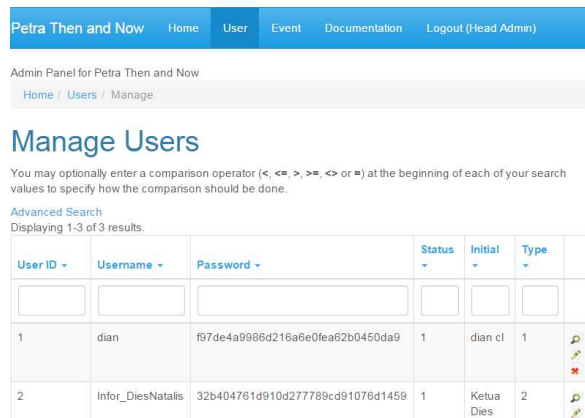 Petra Then and Now Home User Event Documentation Logout (Head Admin)
Admin Panel for Petra Then and Now
Home / Users / Manage
Manage Users
You may optionally enter a comparison operator (<, <=, >, >=, <> or =) at the beginning of each of your search
values to specify how the comparison should be done.
Advanced Search
Displaying 1-3 of 3 results.
User ID Username Password Status Initial Type
1 dian f97de4a9986d216a6e0fea62b0450da9 1 dian cl 1
2 Infor_DiesNatalis 32b404761d910d277789cd91076d1459 1 Ketua 2
Dies